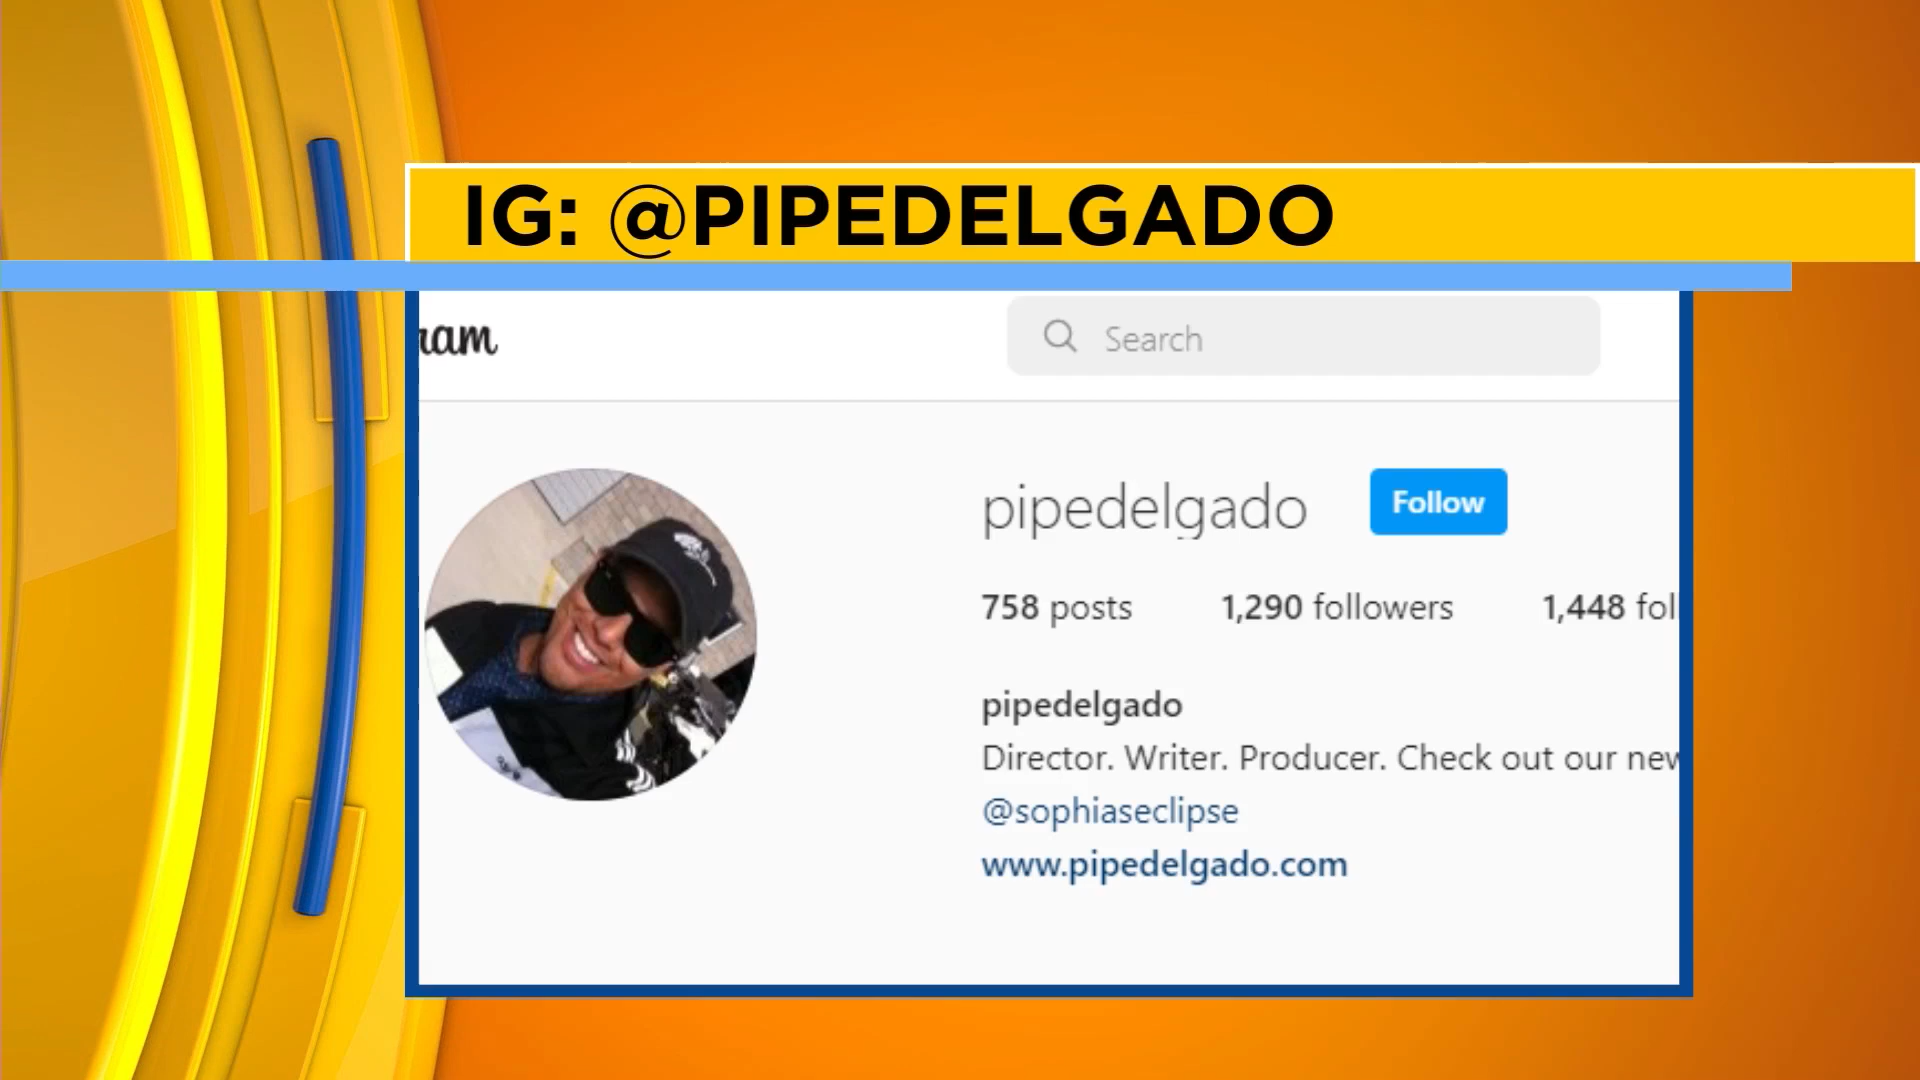 IG: @PIPEDELGADO
ram
Search
pipedelgado
Follow
758 posts 1,290 followers 1,448 fol
pipedelgado
Director. Writer. Producer. Check out our new
@sophiaseclipse
www.pipedelgado.com